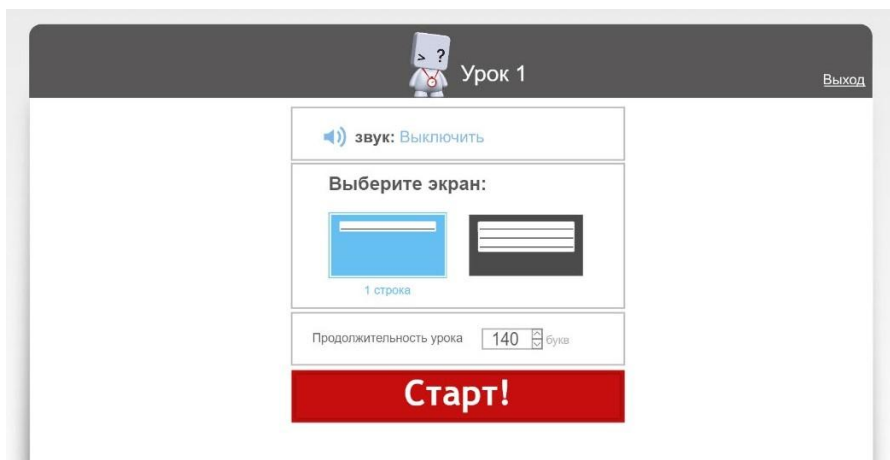 > ?
Урок 1
Выход
звук: Выключить
Выберите экран:
1 строка
Продолжительность урока 140 букв
Старт!